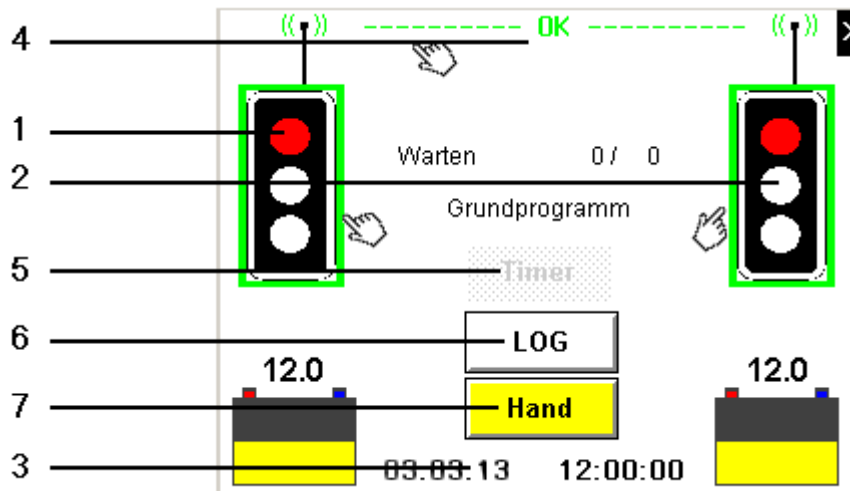 4
((•)) OK ((•))
1
Warten 0 / 0
2
Grundprogramm
5 Timer
6 LOG
12.0 12.0
7 Hand
3 03.03.13 12:00:00